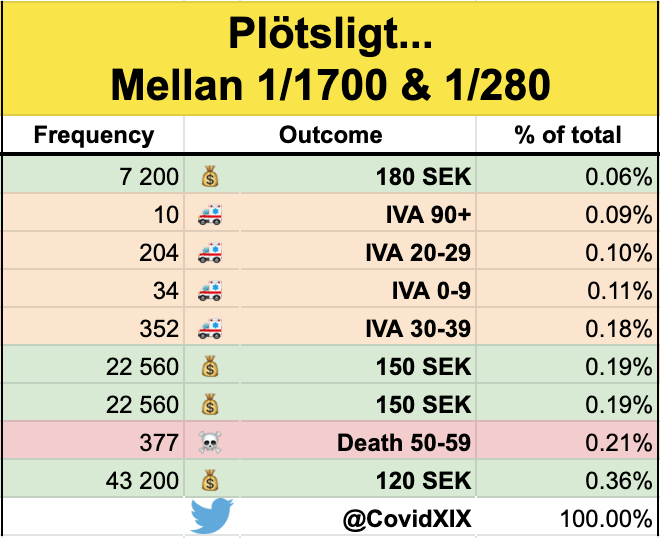 Plötsligt...
Mellan 1/1700 & 1/280
Frequency Outcome % of total
7 200 180 SEK 0.06%
10 IVA 90+ 0.09%
204 IVA 20-29 0.10%
34 IVA 0-9 0.11%
352 IVA 30-39 0.18%
22 560 150 SEK 0.19%
22 560 150 SEK 0.19%
377 Death 50-59 0.21%
43 200 120 SEK 0.36%
@CovidXIX 100.00%